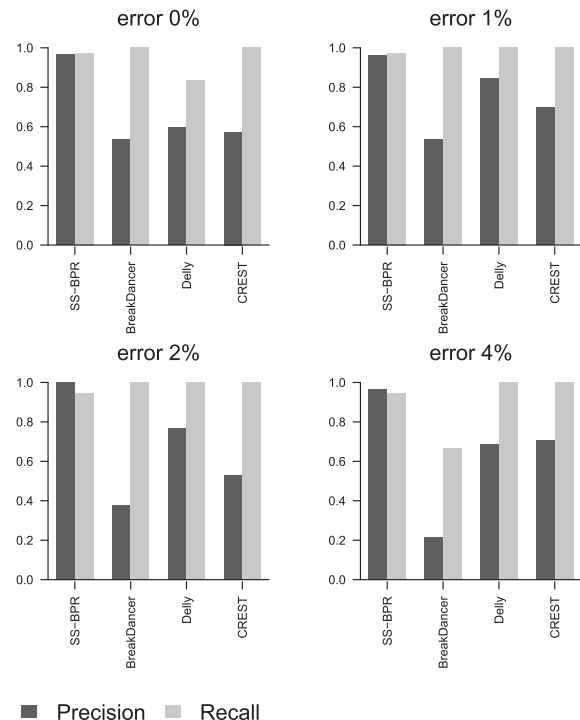 error 0%
1.0
0.8
0.6
0.4
0.2
0.0
SS−BPR
BreakDancer
Delly
CREST
error 1%
1.0
0.8
0.6
0.4
0.2
0.0
SS−BPR
BreakDancer
Delly
CREST
error 2%
1.0
0.8
0.6
0.4
0.2
0.0
SS−BPR
BreakDancer
Delly
CREST
error 4%
1.0
0.8
0.6
0.4
0.2
0.0
SS−BPR
BreakDancer
Delly
CREST
Precision Recall